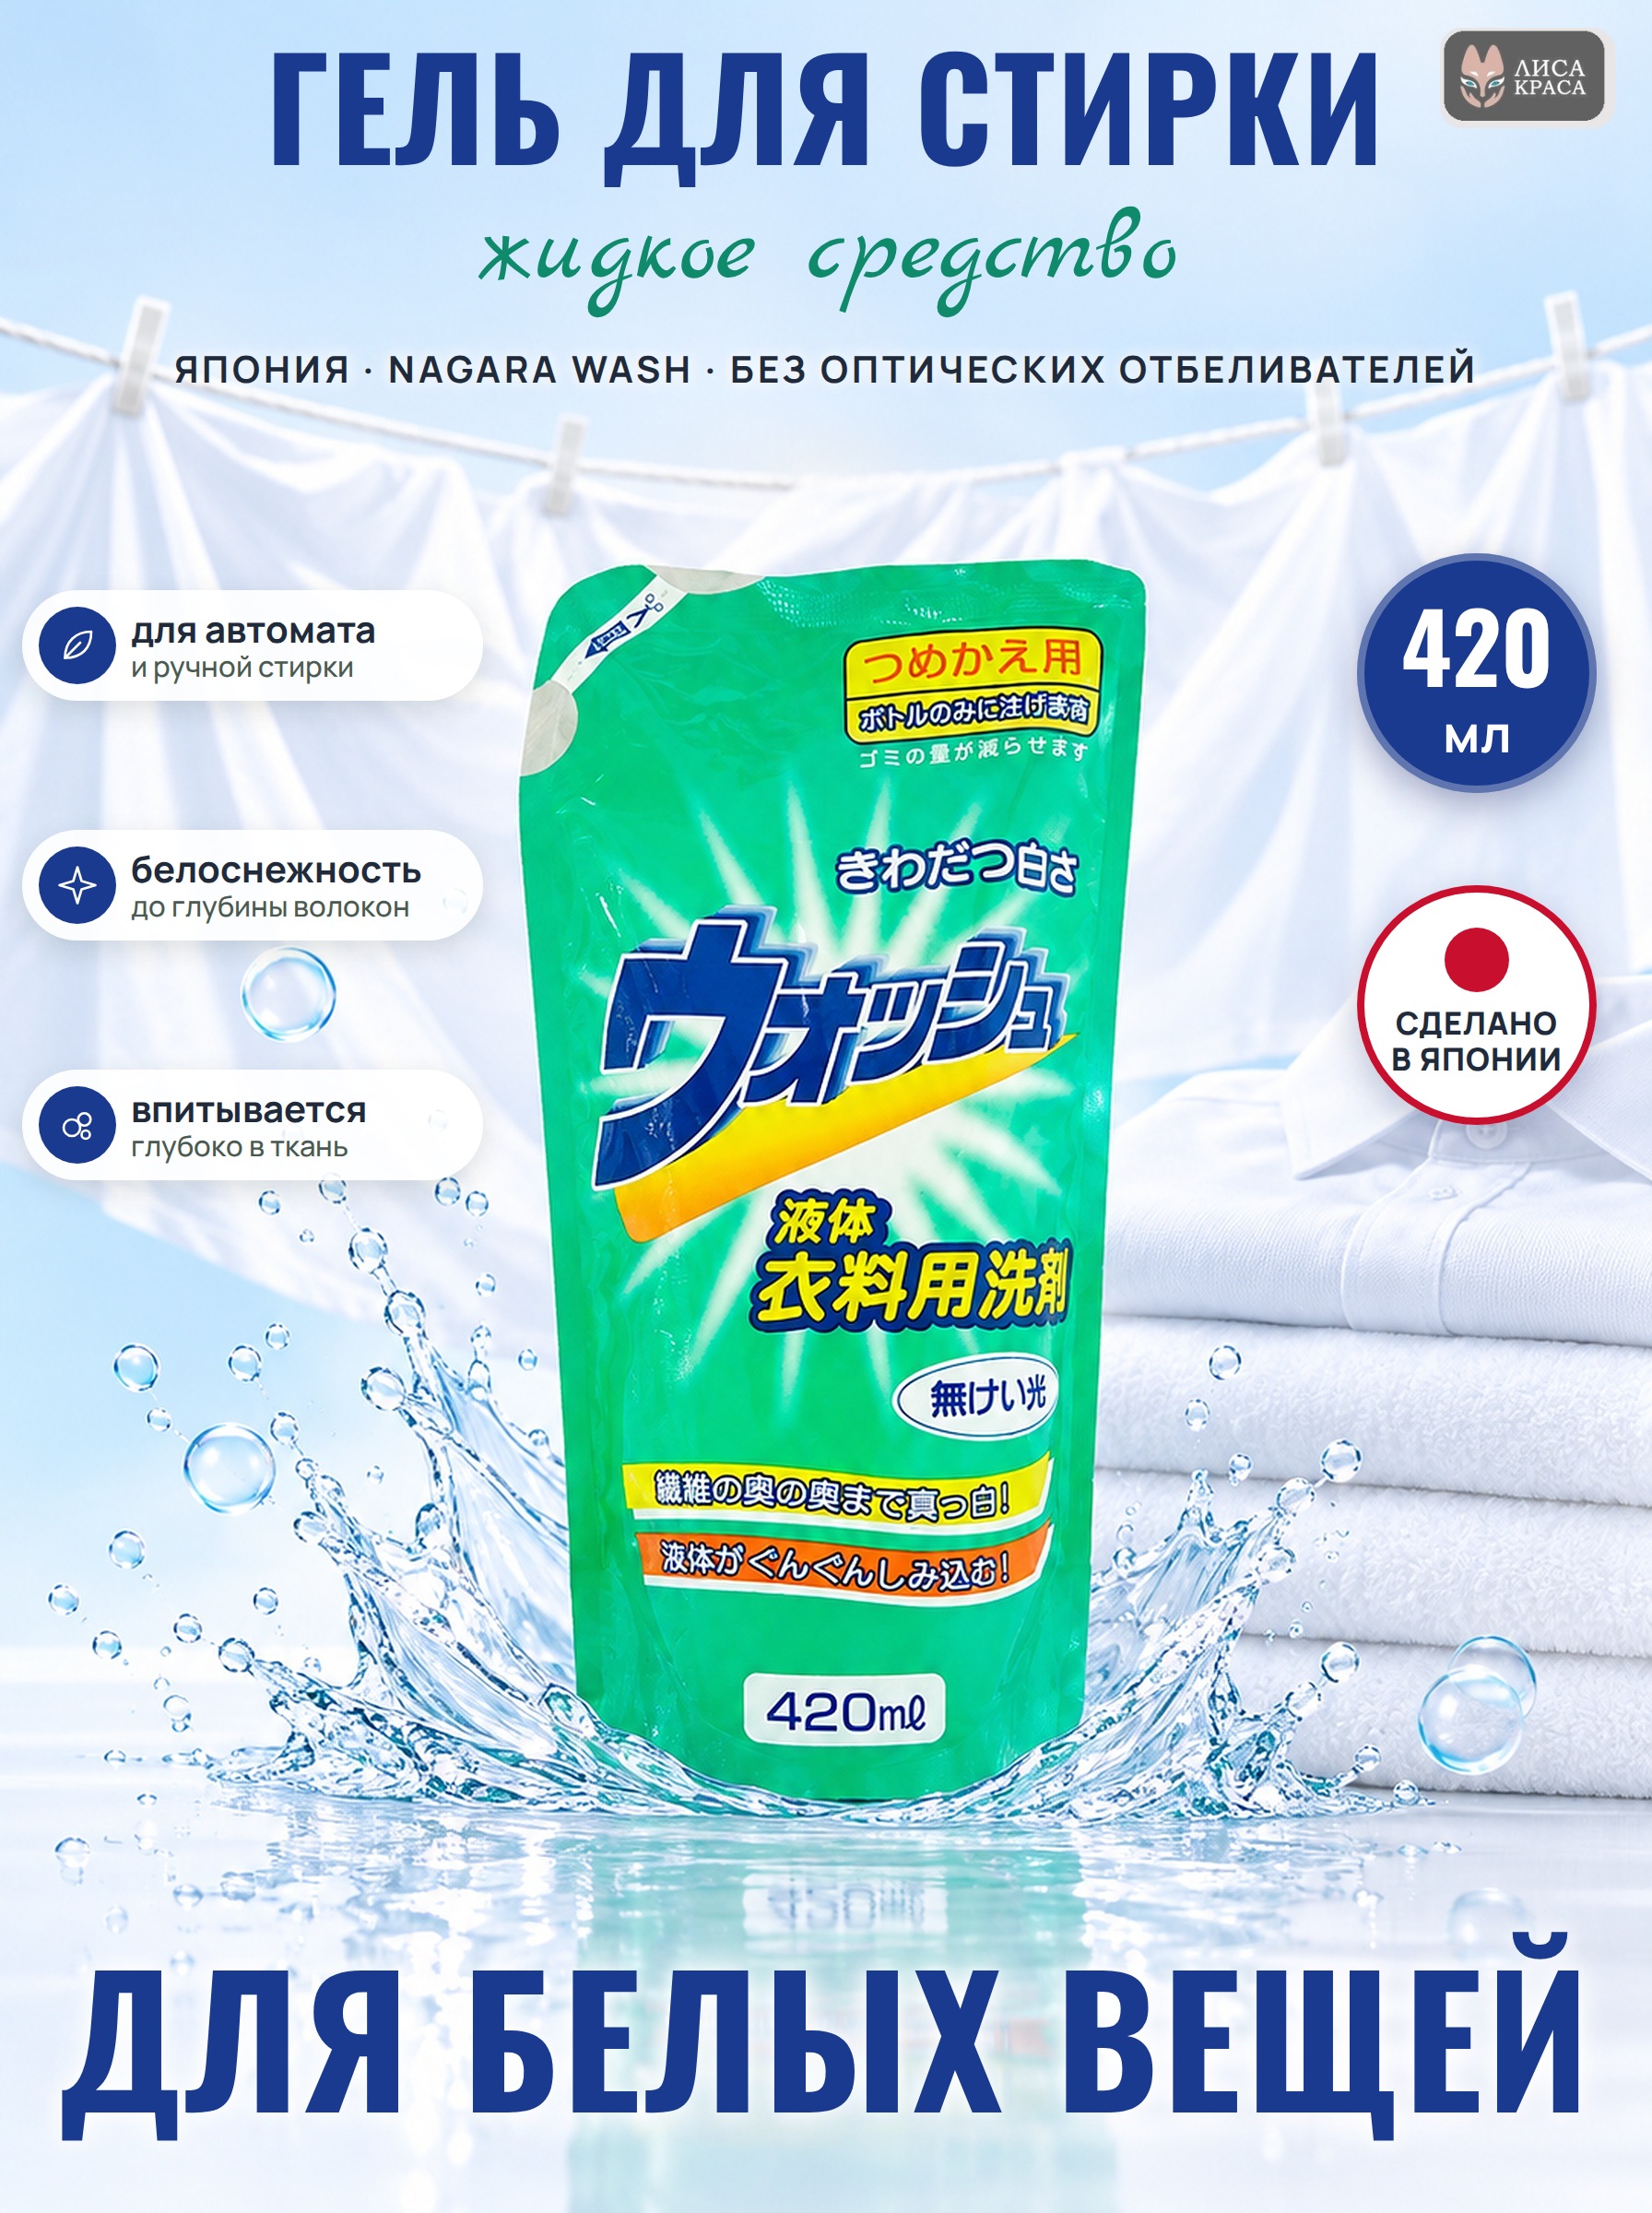 ГЕЛЬ ДЛЯ СТИРКИ
ЛИСА
КРАСА
жидкое средство
ЯПОНИЯ · NAGARA WASH · БЕЗ ОПТИЧЕСКИХ ОТБЕЛИВАТЕЛЕЙ
для автомата
и ручной стирки
белоснежность
до глубины волокон
впитывается
глубоко в ткань
420
МЛ
СДЕЛАНО
В ЯПОНИИ
つめかえ用
ボトルのみに注げます
ゴミの量が減らせます
きわだつ白さ
ウォッシュ
液体
衣料用洗剤
無けい光
繊維の奥の奥まで真っ白!
液体がぐんぐんしみ込む!
420ml
ДЛЯ БЕЛЫХ ВЕЩЕЙ